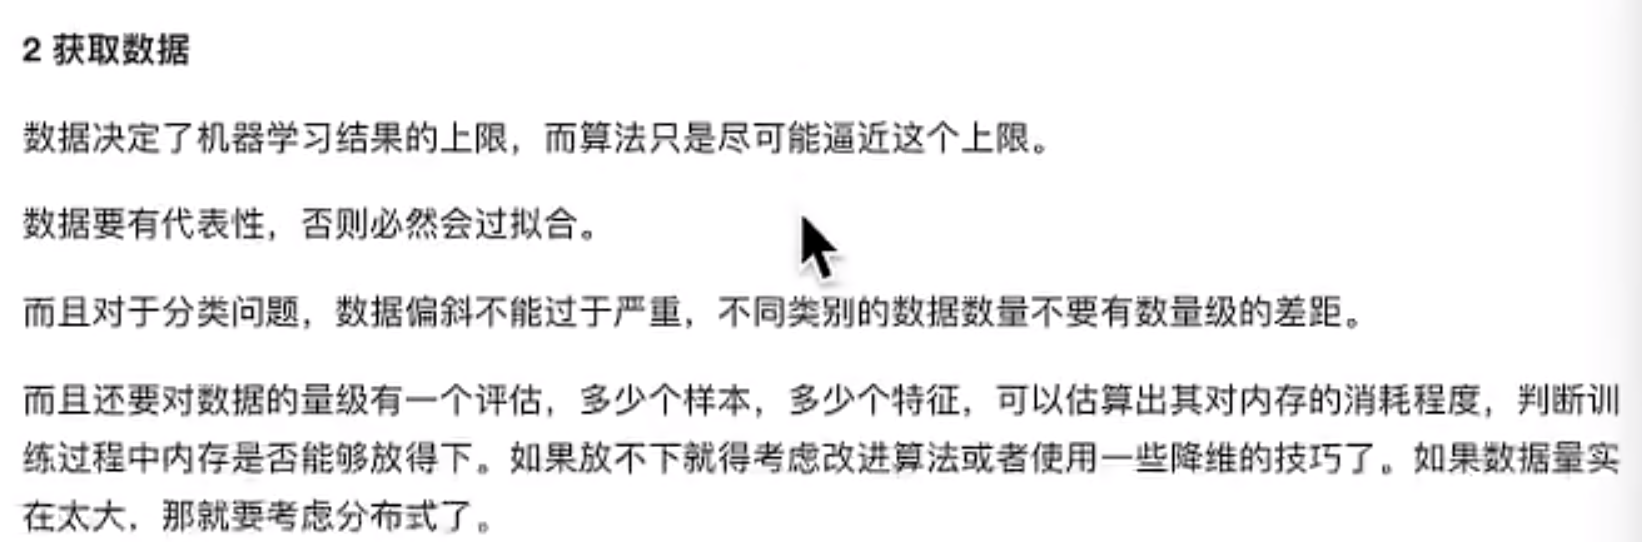 2 获取数据
数据决定了机器学习结果的上限，而算法只是尽可能逼近这个上限。
数据要有代表性，否则必然会过拟合。
而且对于分类问题，数据偏斜不能过于严重，不同类别的数据数量不要有数量级的差距。
而且还要对数据的量级有一个评估，多少个样本，多少个特征，可以估算出其对内存的消耗程度，判断训
练过程中内存是否能够放得下。如果放不下就得考虑改进算法或者使用一些降维的技巧了。如果数据量实
在太大，那就要考虑分布式了。